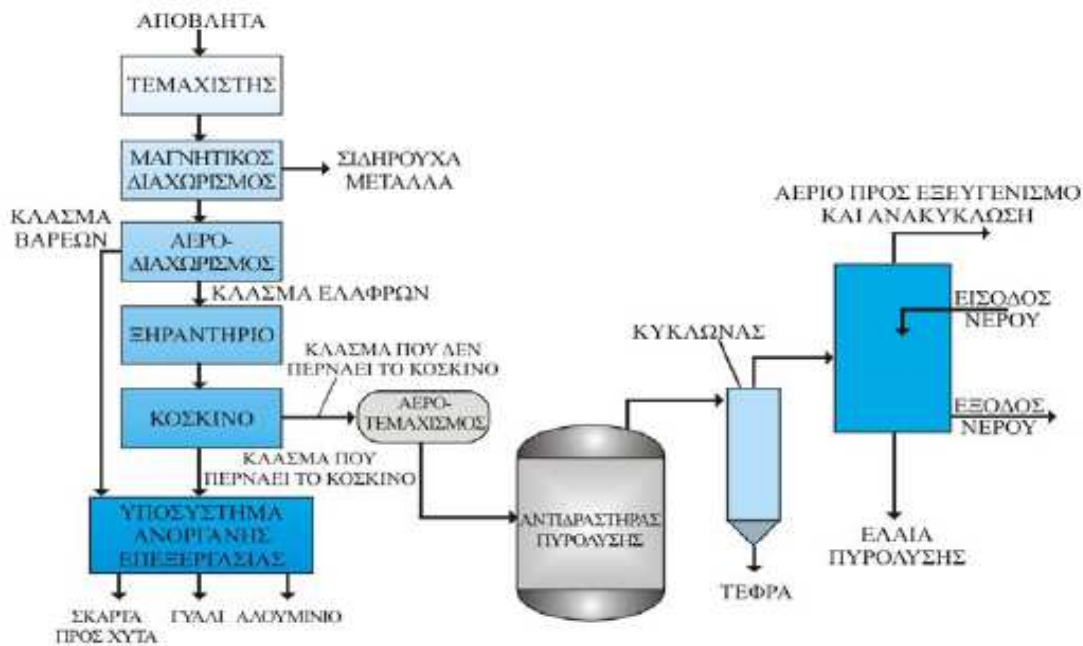 ΑΠΟΒΛΗΤΑ
ΤΕΜΑΧΙΣΤΗΣ
ΜΑΓΝΗΤΙΚΟΣ
ΔΙΑΧΩΡΙΣΜΟΣ
ΣΙΔΗΡΟΥΧΑ
ΜΕΤΑΛΛΑ
ΚΛΑΣΜΑ
ΒΑΡΕΩΝ
ΑΕΡΟ-
ΔΙΑΧΩΡΙΣΜΟΣ
ΚΛΑΣΜΑ ΕΛΑΦΡΩΝ
ΞΗΡΑΝΤΗΡΙΟ
ΚΛΑΣΜΑ ΠΟΥ ΔΕΝ
ΠΕΡΝΑΕΙ ΤΟ ΚΟΣΚΙΝΟ
ΚΟΣΚΙΝΟ
ΑΕΡΟ-
ΤΕΜΑΧΙΣΜΟΣ
ΚΛΑΣΜΑ ΠΟΥ
ΠΕΡΝΑΕΙ ΤΟ ΚΟΣΚΙΝΟ
ΥΠΟΣΥΣΤΗΜΑ
ΑΝΟΡΓΑΝΗΣ
ΕΠΕΞΕΡΓΑΣΙΑΣ
ΣΚΑΡΤΑ
ΠΡΟΣ ΧΥΤΑ
ΓΥΑΛΙ
ΑΛΟΥΜΙΝΙΟ
ΑΝΤΙΔΡΑΣΤΗΡΑΣ
ΠΥΡΟΛΥΣΗΣ
ΚΥΚΛΩΝΑΣ
ΤΕΦΡΑ
ΑΕΡΙΟ ΠΡΟΣ ΕΞΕΥΓΕΝΙΣΜΟ
ΚΑΙ ΑΝΑΚΥΚΛΩΣΗ
ΕΙΣΟΔΟΣ
ΝΕΡΟΥ
ΕΞΟΔΟΣ
ΝΕΡΟΥ
ΕΛΑΙΑ
ΠΥΡΟΛΥΣΗΣ